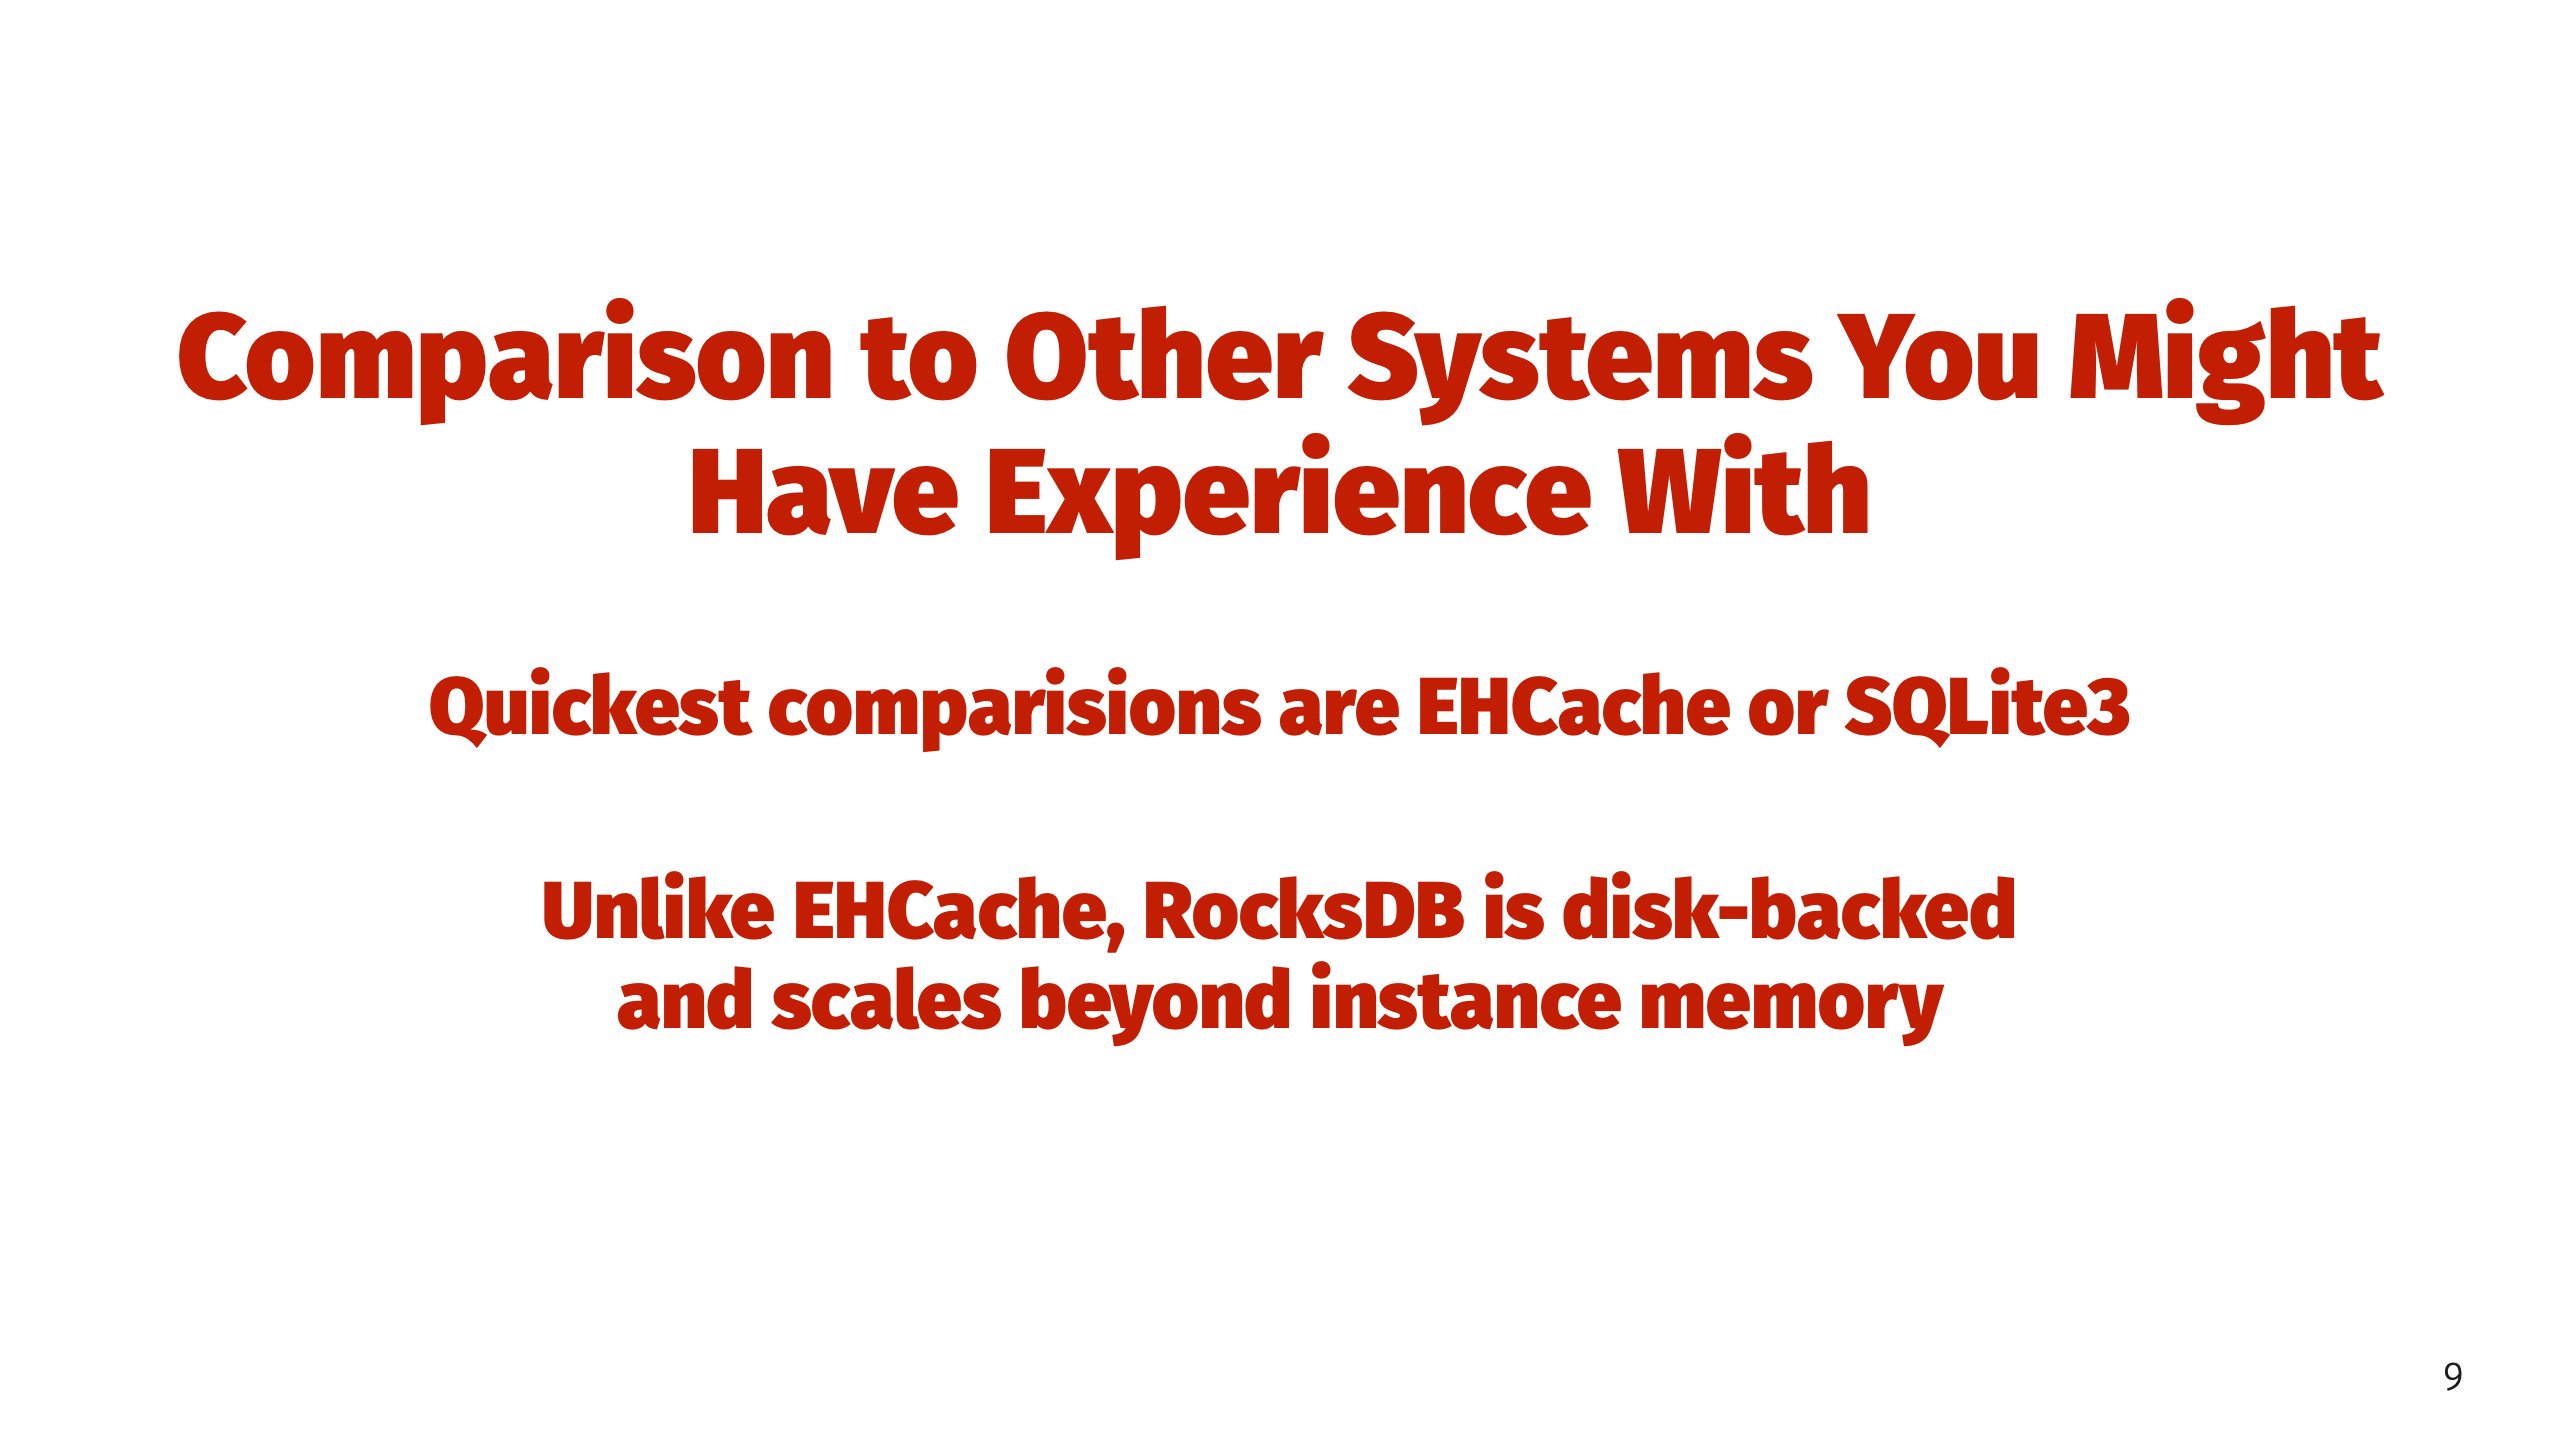 Comparison to Other Systems You Might
Have Experience With
Quickest comparisions are EHCache or SQLite3
Unlike EHCache, RocksDB is disk-backed
and scales beyond instance memory
9